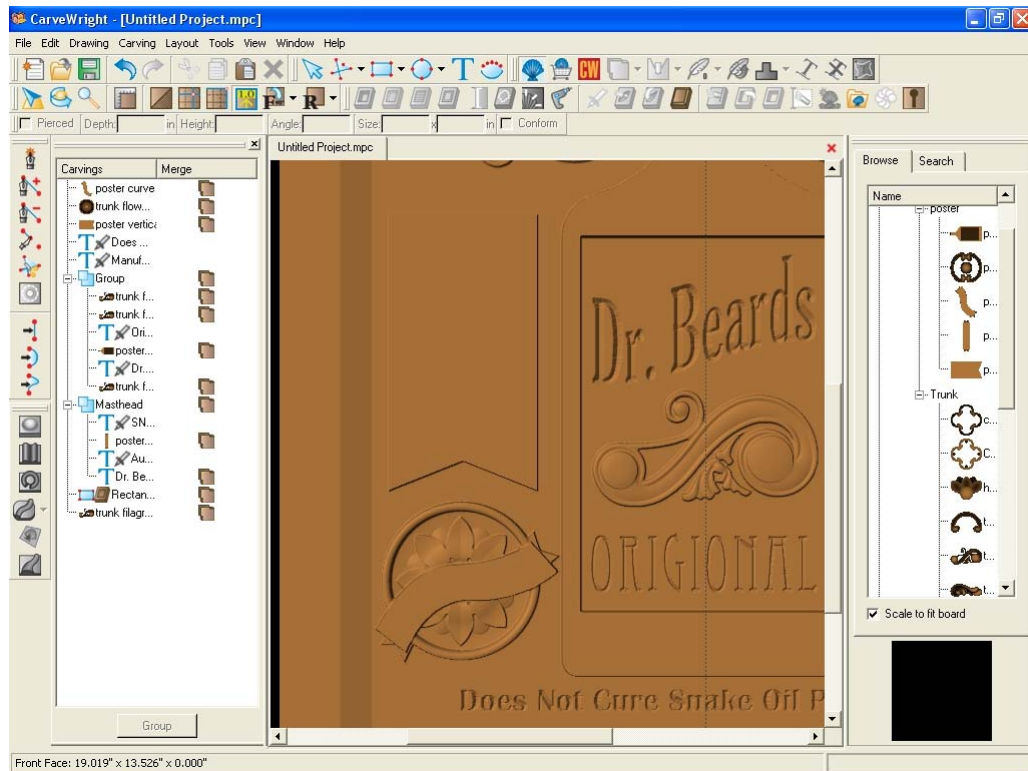 CarveWright - [Untitled Project.mpc]
File Edit Drawing Carving Layout Tools View Window Help
T CW
1.0 F R
Pierced Depth: in Height: Angle: Size: x in Conform
Untitled Project.mpc
Carvings Merge
poster curve
trunk flow...
poster vertica
Does ...
Manuf...
Group
trunk f...
trunk f...
Ori...
poster...
Dr....
trunk f...
Masthead
SN...
poster...
Au...
Dr. Be...
Rectan...
trunk filagr...
Group
Dr. Beards
ORIGIONAL
Does Not Cure Snake Oil P
Browse Search
Name
poster
p...
p...
p...
p...
p...
Trunk
c...
C...
h...
t...
t...
t...
Scale to fit board
Front Face: 19.019" x 13.526" x 0.000"